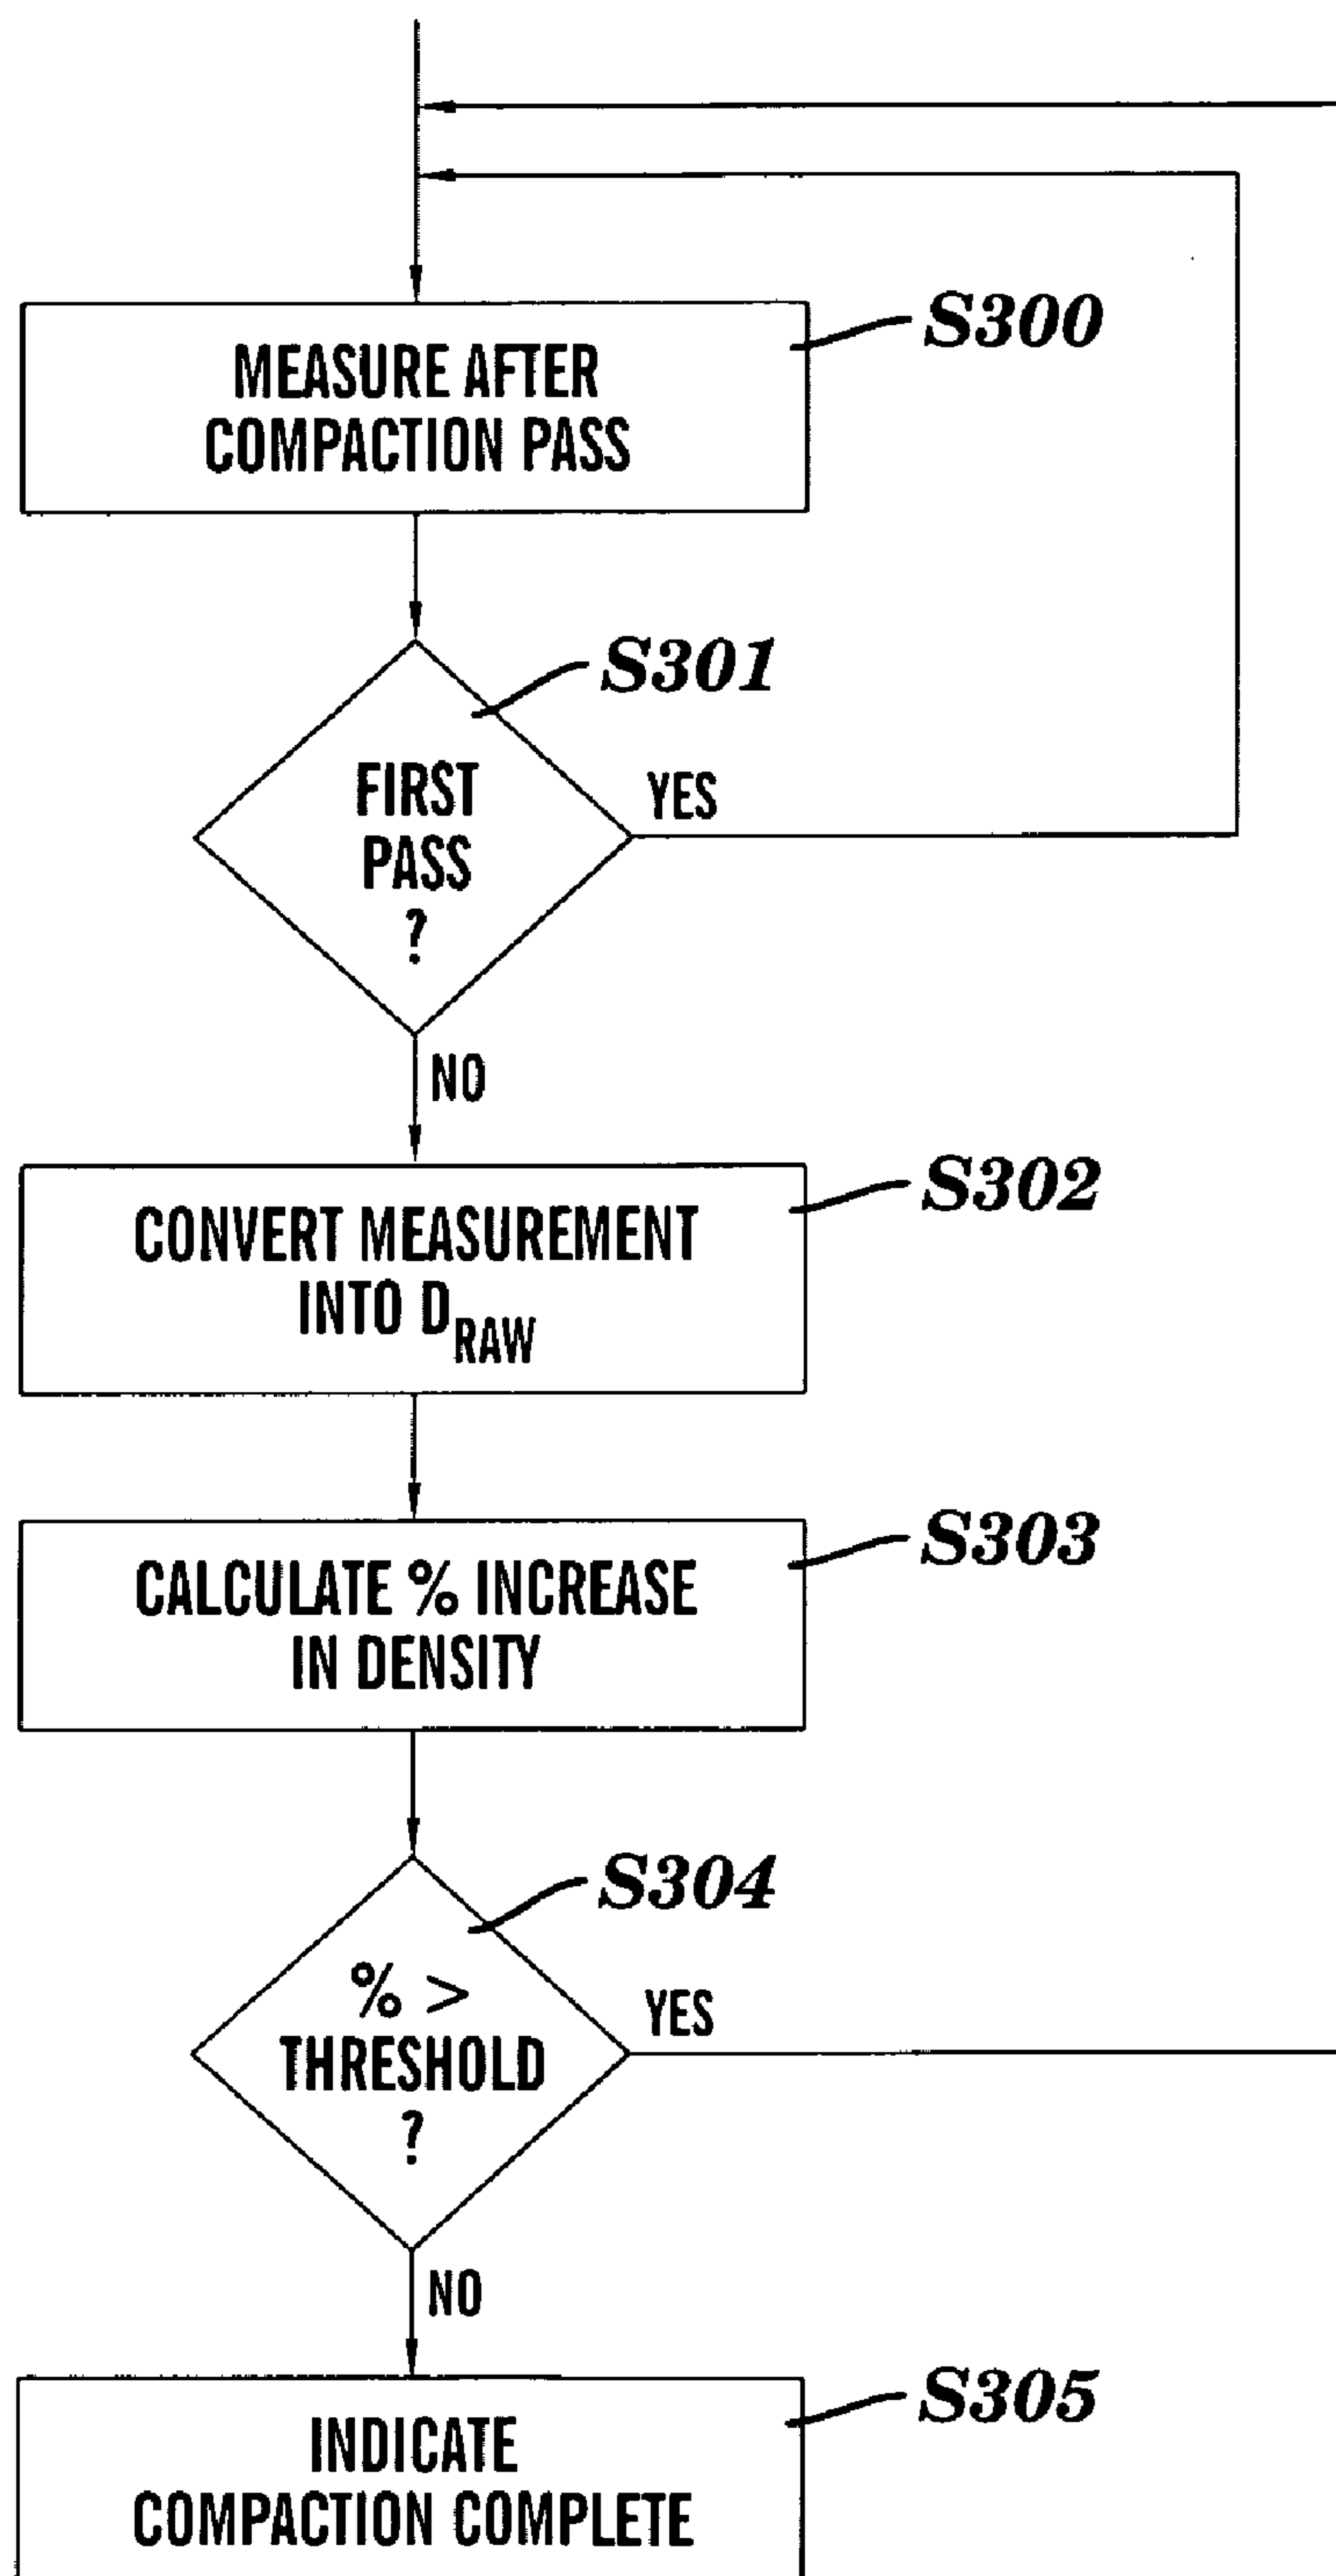 MEASURE AFTER
COMPACTION PASS
S300
FIRST
PASS
?
S301
YES
NO
CONVERT MEASUREMENT
INTO D_RAW
S302
CALCULATE % INCREASE
IN DENSITY
S303
% >
THRESHOLD
?
S304
YES
NO
INDICATE
COMPACTION COMPLETE
S305